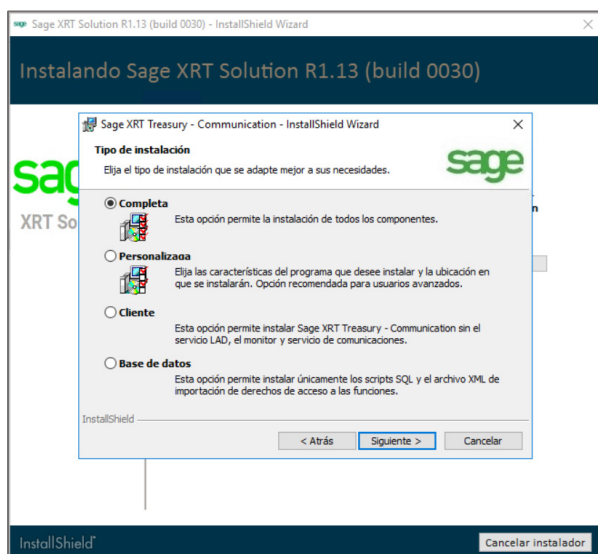 Sage XRT Solution R1.13 (build 0030) - InstallShield Wizard
Instalando Sage XRT Solution R1.13 (build 0030)
Sage XRT Treasury - Communication - InstallShield Wizard
Tipo de instalación
Elija el tipo de instalación que se adapte mejor a sus necesidades.
sage
sag
XRT So
n
Completa
Esta opción permite la instalación de todos los componentes.
Personalizada
Elija las características del programa que desee instalar y la ubicación en
que se instalarán. Opción recomendada para usuarios avanzados.
Cliente
Esta opción permite instalar Sage XRT Treasury - Communication sin el
servicio LAD, el monitor y servicio de comunicaciones.
Base de datos
Esta opción permite instalar únicamente los scripts SQL y el archivo XML de
importación de derechos de acceso a las funciones.
InstallShield
< Atrás
Siguiente >
Cancelar
InstallShield
Cancelar instalador